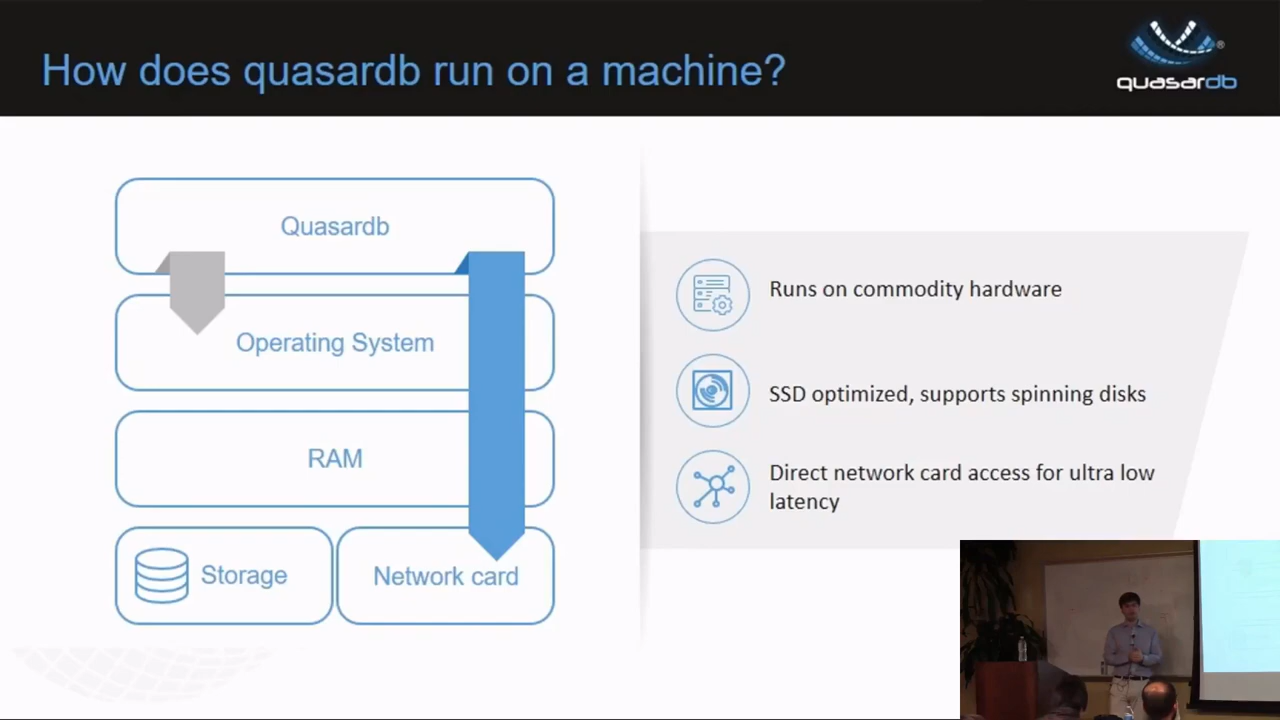 How does quasardb run on a machine?
®
quasardb
Quasardb
Operating System
RAM
Storage
Network card
Runs on commodity hardware
SSD optimized, supports spinning disks
Direct network card access for ultra low
latency